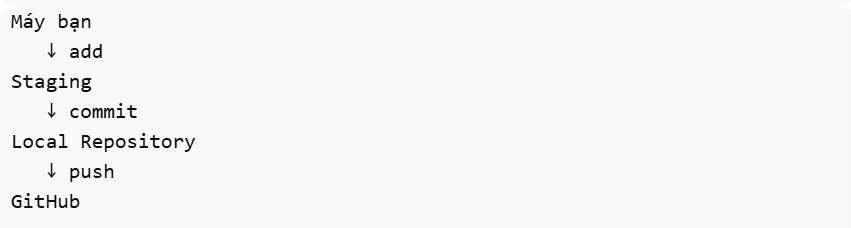 Máy bạn
↓ add
Staging
↓ commit
Local Repository
↓ push
GitHub